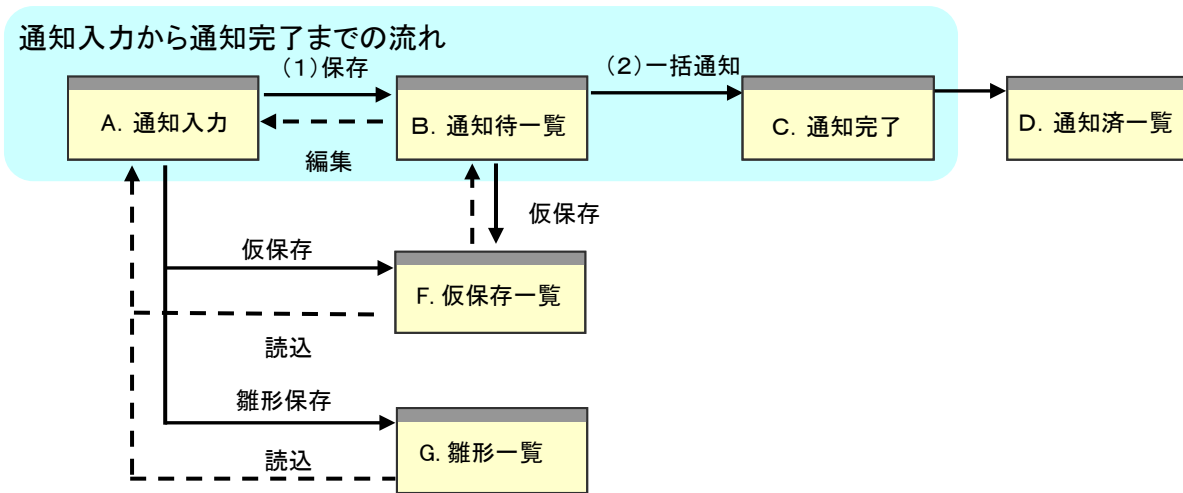 通知入力から通知完了までの流れ
（１）保存
（２）一括通知
A. 通知入力
B. 通知待一覧
C. 通知完了
D. 通知済一覧
編集
仮保存
仮保存
F. 仮保存一覧
読込
雛形保存
G. 雛形一覧
読込